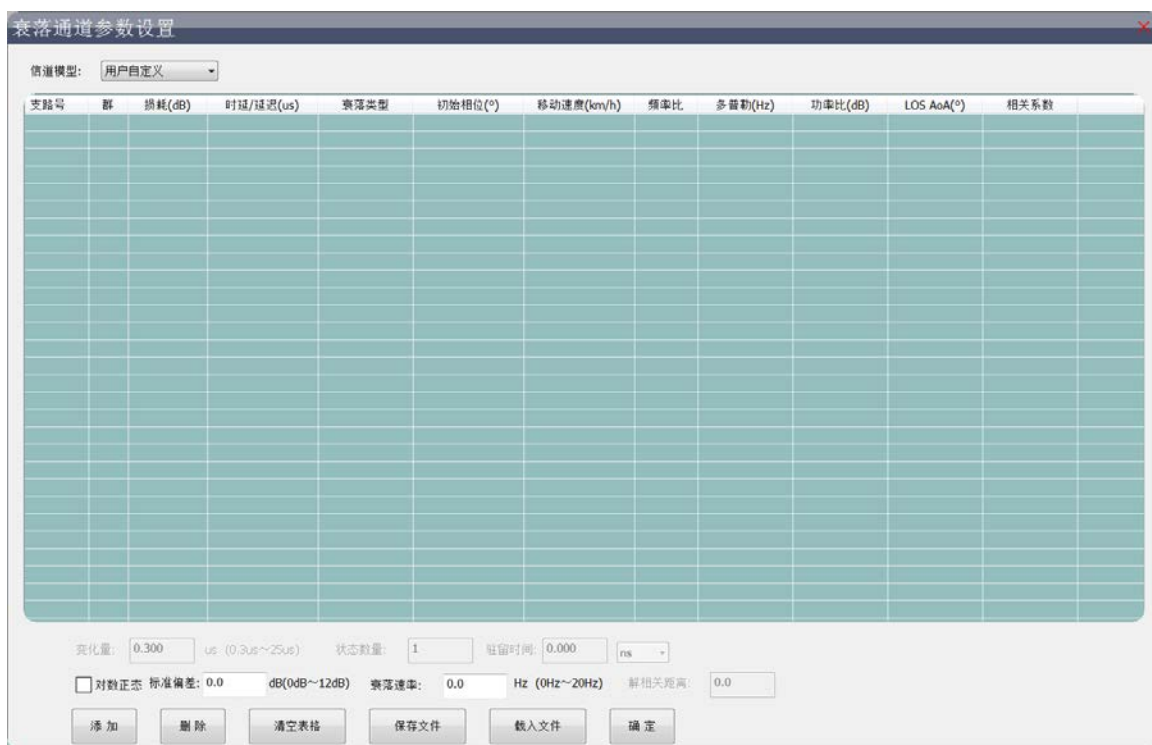 衰落通道参数设置
信道模型: 用户自定义
支路号 群 损耗(dB) 时延/延迟(us) 衰落类型 初始相位(°) 移动速度(km/h) 频率比 多普勒(Hz) 功率比(dB) LOS AoA(°) 相关系数
变化量: 0.300 us (0.3us～25us) 状态数量: 1 驻留时间: 0.000 ns
对数正态 标准偏差: 0.0 dB(0dB～12dB) 衰落速率: 0.0 Hz (0Hz～20Hz) 解相关距离: 0.0
添加 删除 清空表格 保存文件 载入文件 确定